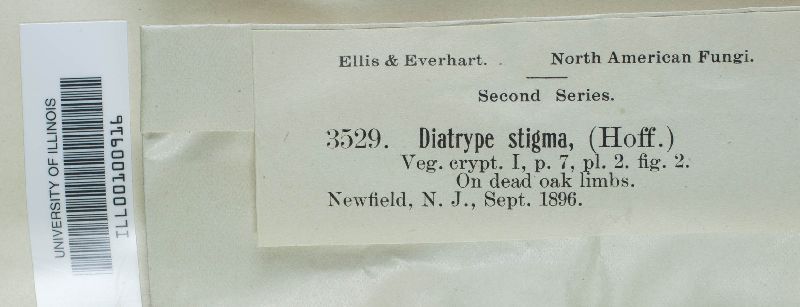 UNIVERSITY OF ILLINOIS
ILL00100916
Ellis & Everhart. North American Fungi.
Second Series.
3529. Diatrype stigma, (Hoff.)
Veg. crypt. I, p. 7, pl. 2. fig. 2.
On dead oak limbs.
Newfield, N. J., Sept. 1896.